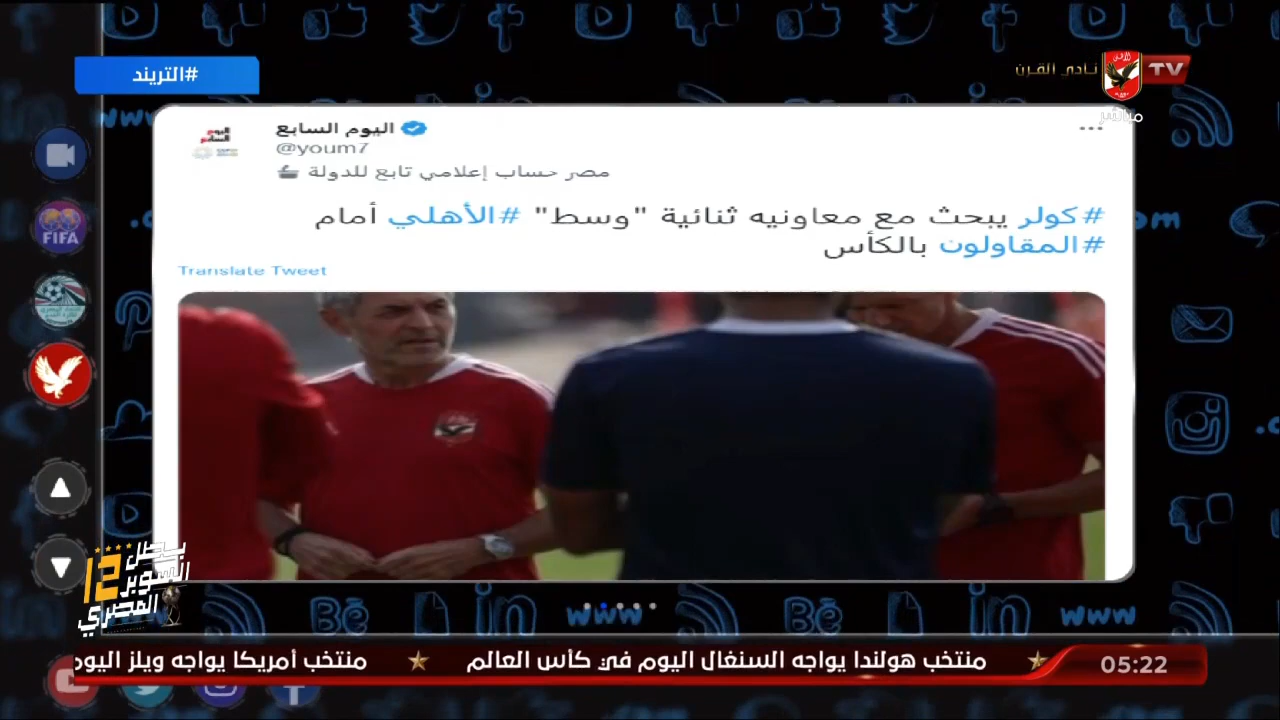 #التريند
نادي القرن
TV
مباشر
اليوم السابع
@youm7
مصر حساب إعلامي تابع للدولة
#كولر يبحث مع معاونيه ثنائية "وسط" #الأهلي أمام
#المقاولون بالكأس
Translate Tweet
FIFA
بطل
السوبر 12
المصري
منتخب هولندا يواجه السنغال اليوم في كأس العالم
منتخب أمريكا يواجه ويلز اليوم
05:22